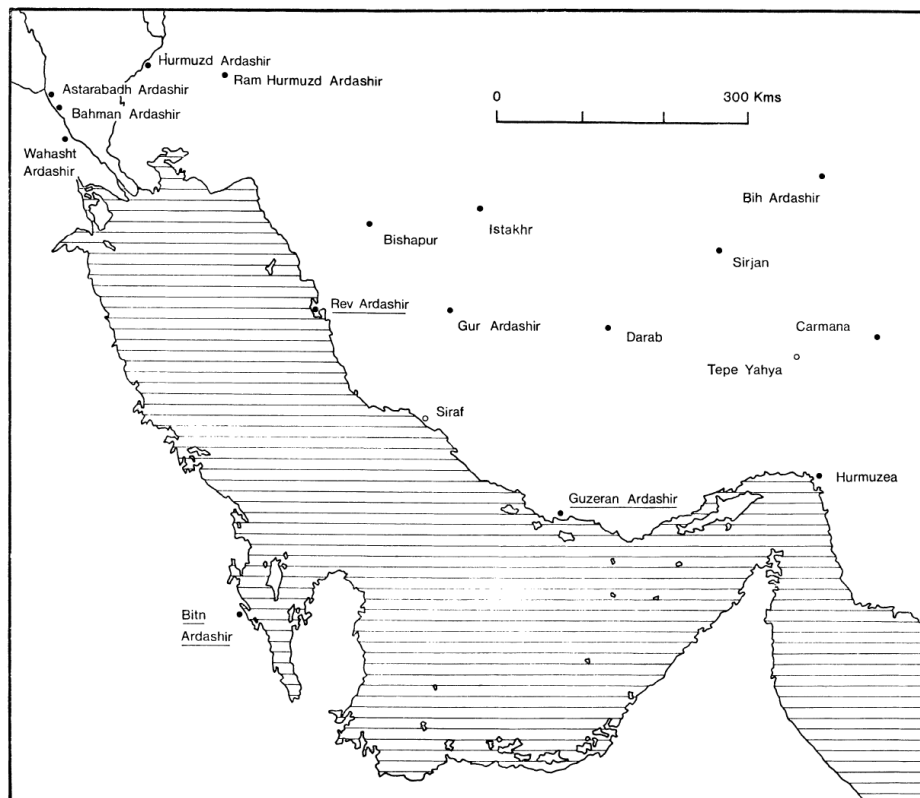 Hurmuzd Ardashir
Ram Hurmuzd Ardashir
Astarabadh Ardashir
Bahman Ardashir
0 300 Kms
Wahasht
Ardashir
Bih Ardashir
Bishapur
Istakhr
Sirjan
Rev Ardashir
Gur Ardashir
Darab
Carmana
Tepe Yahya
Siraf
Hurmuzea
Guzeran Ardashir
Bitn
Ardashir